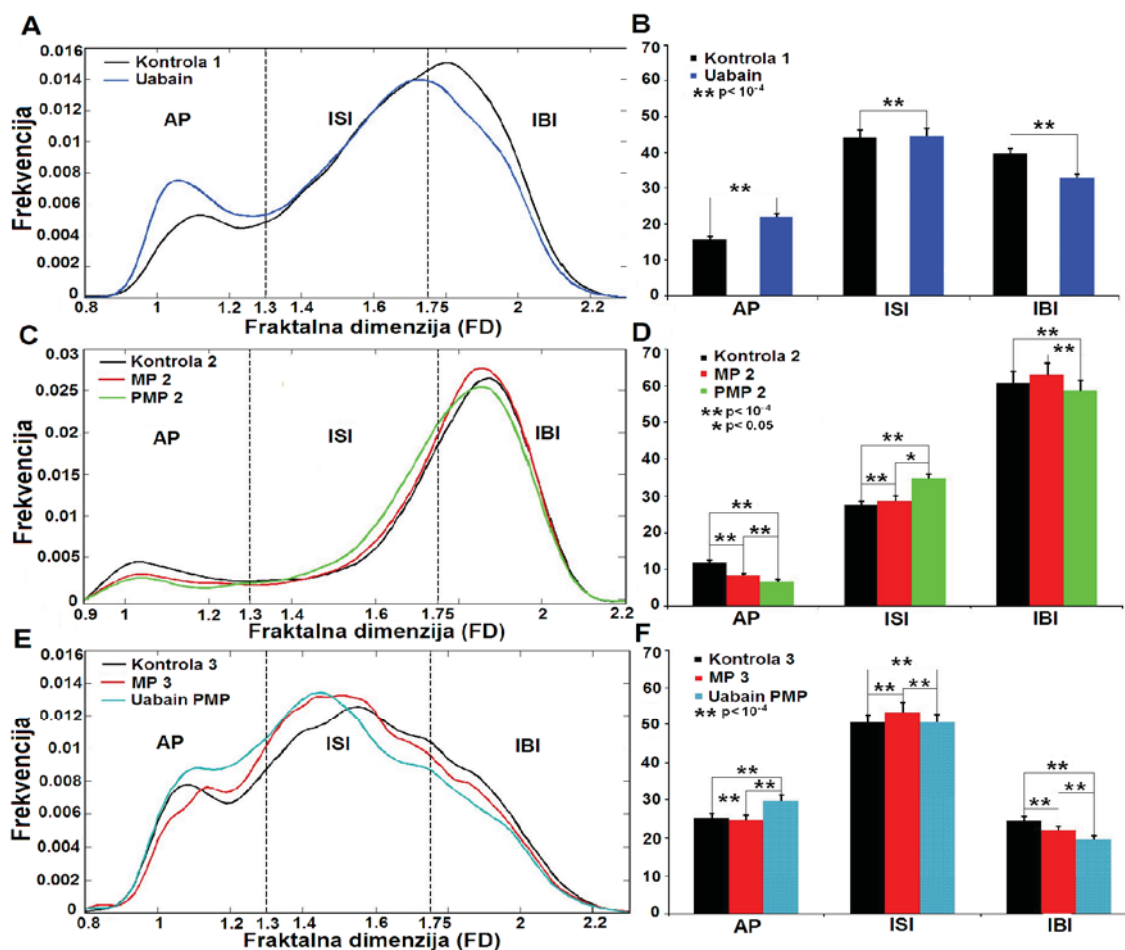 A
0.016
0.014
0.012
0.01
0.008
0.006
0.004
0.002
0
Frekvencija
Kontrola 1
Uabain
AP
ISI
IBI
0.8 1 1.2 1.3 1.4 1.6 1.75 2 2.2
Fraktalna dimenzija (FD)
B
70
60
50
40
30
20
10
0
Kontrola 1
Uabain
** p< 10-4
**
**
**
AP ISI IBI
C
0.03
0.025
0.02
0.015
0.01
0.005
0
Frekvencija
Kontrola 2
MP 2
PMP 2
AP
ISI
IBI
0.9 1 1.3 1.4 1.75 2 2.2
Fraktalna dimenzija (FD)
D
70
60
50
40
30
20
10
0
Kontrola 2
MP 2
PMP 2
** p< 10-4
* p< 0.05
**
** **
**
** *
**
**
AP ISI IBI
E
0.016
0.014
0.012
0.01
0.008
0.006
0.004
0.002
0
Frekvencija
Kontrola 3
MP 3
Uabain PMP
AP
ISI
IBI
0.8 1 1.2 1.3 1.4 1.6 1.75 2 2.2
Fraktalna dimenzija (FD)
F
70
60
50
40
30
20
10
0
Kontrola 3
MP 3
Uabain PMP
** p< 10-4
**
** **
**
** **
**
** **
AP ISI IBI